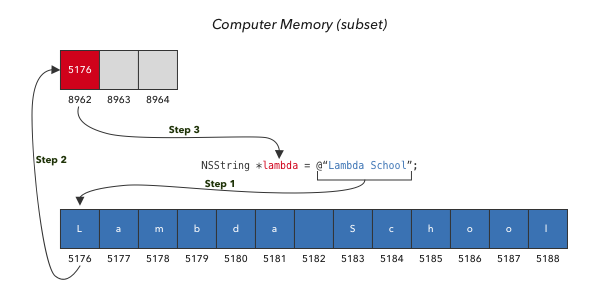 Computer Memory (subset)
5176
8962 8963 8964
Step 3
Step 2
NSString *lambda = @“Lambda School”;
Step 1
L a m b d a S c h o o l
5176 5177 5178 5179 5180 5181 5182 5183 5184 5185 5186 5187 5188